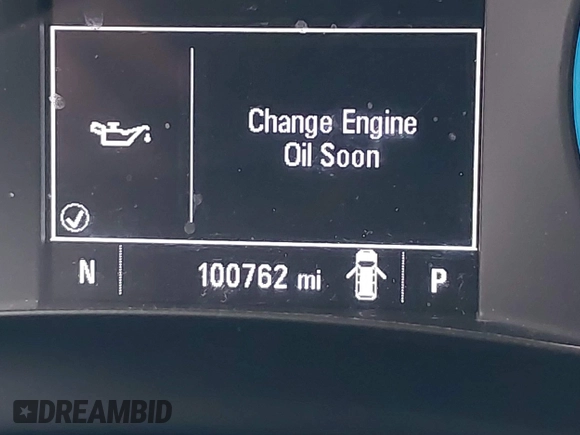 Change Engine
Oil Soon
N 100762 mi P
DREAMBID